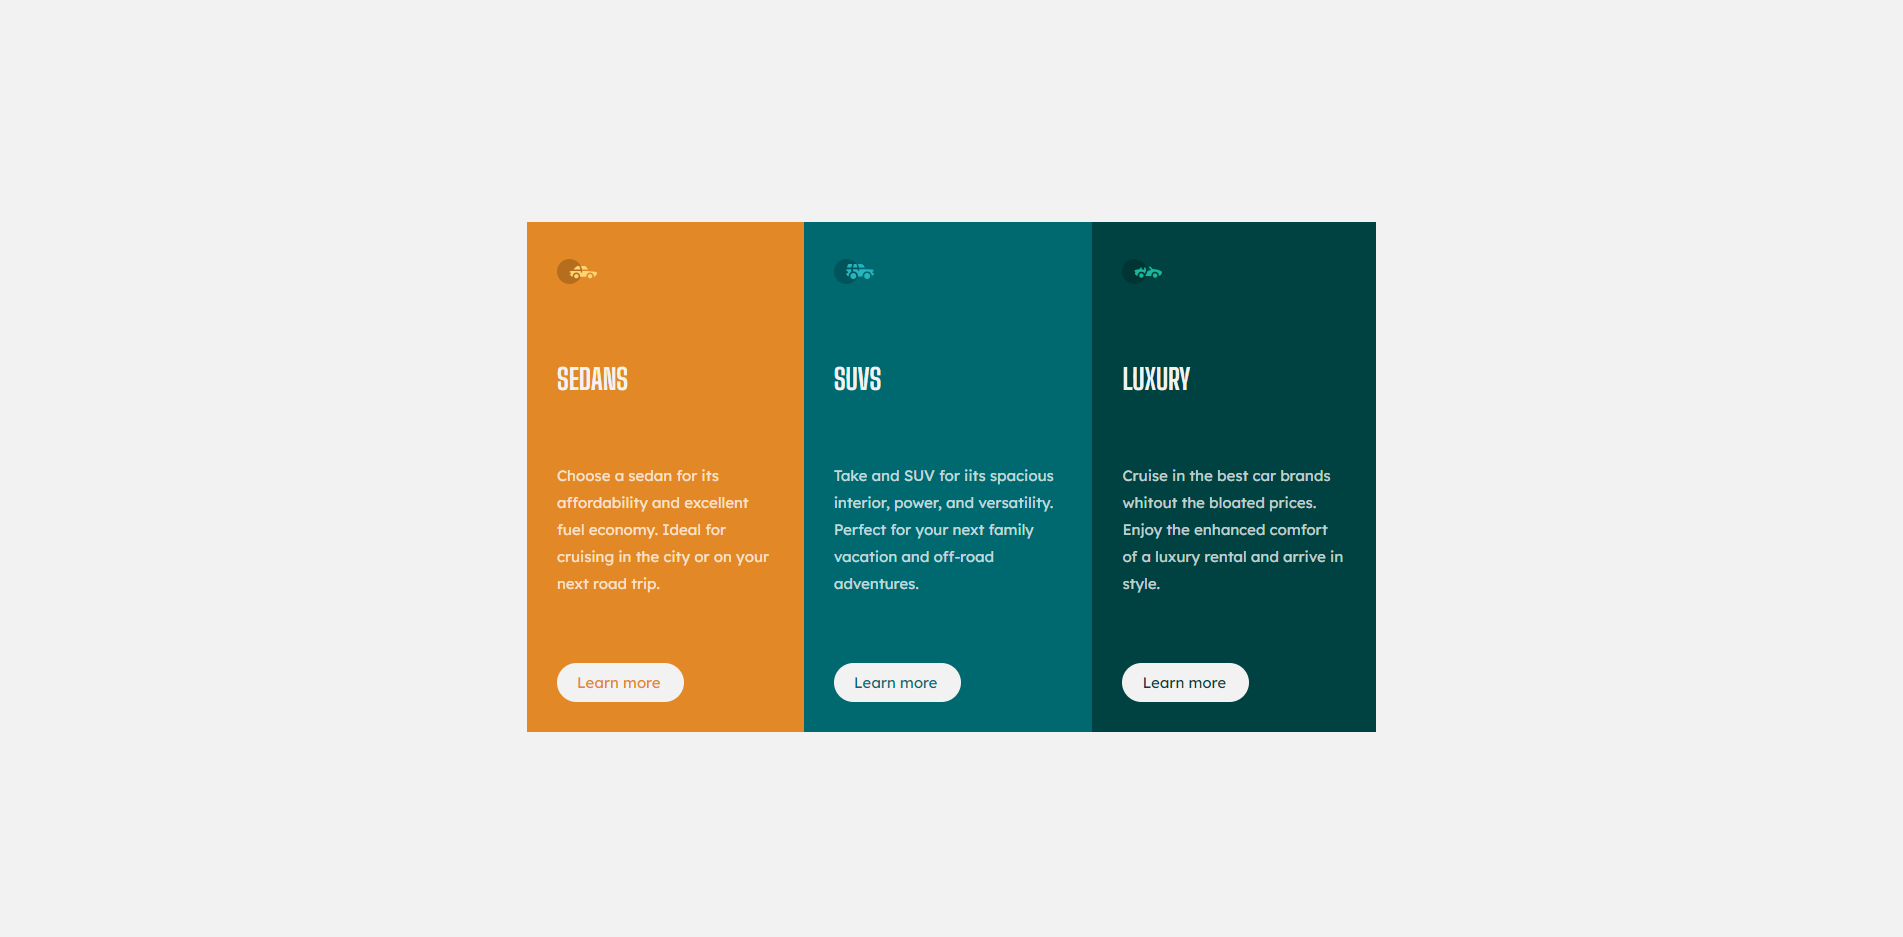 SEDANS
Choose a sedan for its
affordability and excellent
fuel economy. Ideal for
cruising in the city or on your
next road trip.
Learn more
SUVS
Take and SUV for iits spacious
interior, power, and versatility.
Perfect for your next family
vacation and off-road
adventures.
Learn more
LUXURY
Cruise in the best car brands
whitout the bloated prices.
Enjoy the enhanced comfort
of a luxury rental and arrive in
style.
Learn more